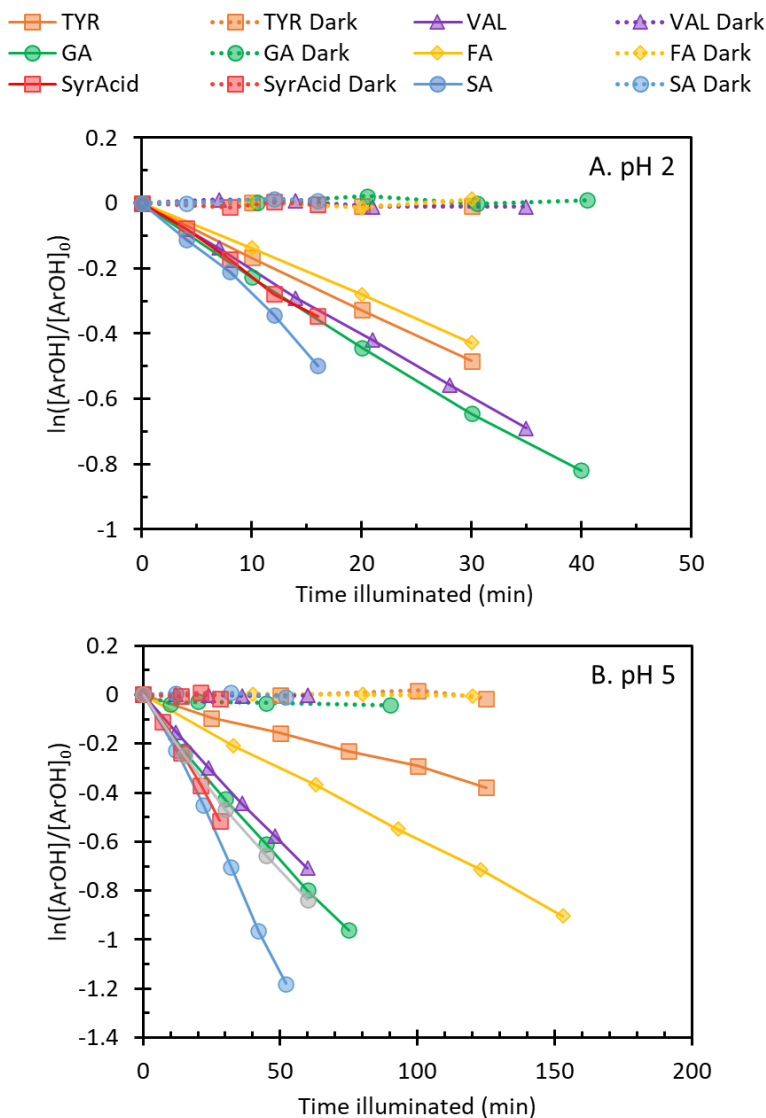 TYR TYR Dark VAL VAL Dark
GA GA Dark FA FA Dark
SyrAcid SyrAcid Dark SA SA Dark
A. pH 2
0.2
0
-0.2
-0.4
-0.6
-0.8
-1
ln([ArOH]/[ArOH]₀)
0 10 20 30 40 50
Time illuminated (min)
B. pH 5
0.2
0
-0.2
-0.4
-0.6
-0.8
-1
-1.2
-1.4
ln([ArOH]/[ArOH]₀)
0 50 100 150 200
Time illuminated (min)